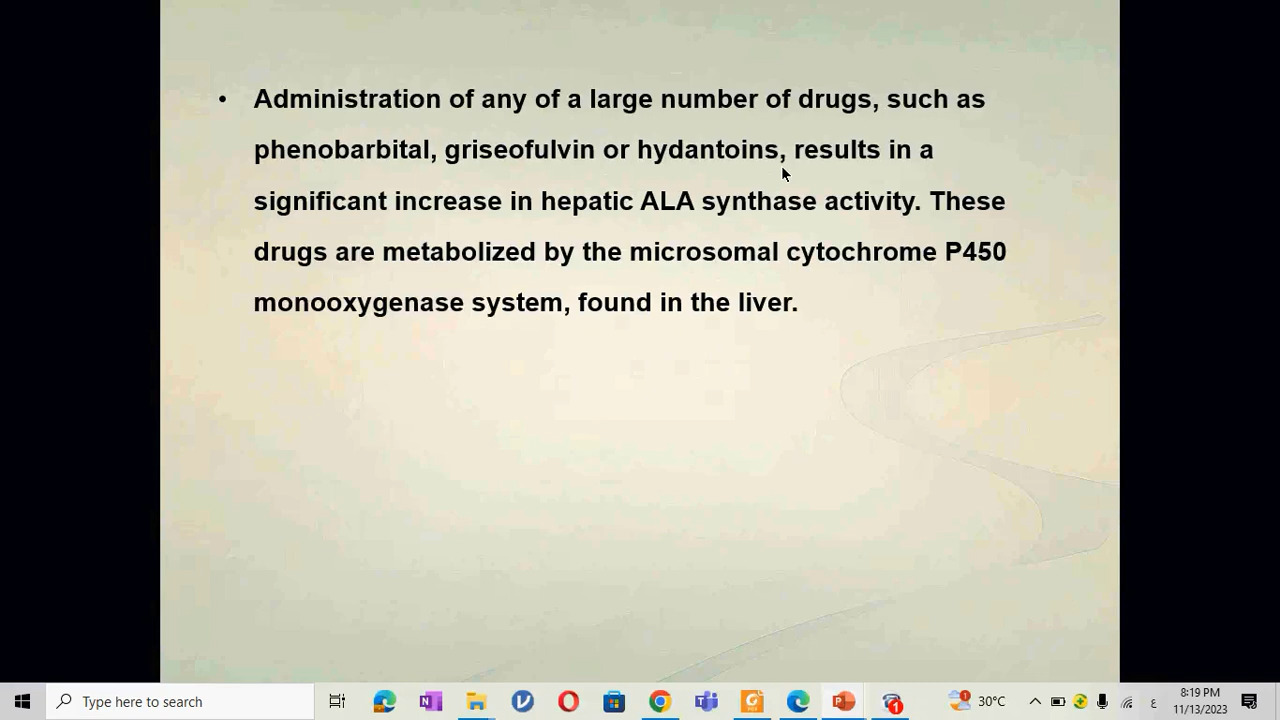 • Administration of any of a large number of drugs, such as
phenobarbital, griseofulvin or hydantoins, results in a
significant increase in hepatic ALA synthase activity. These
drugs are metabolized by the microsomal cytochrome P450
monooxygenase system, found in the liver.
Type here to search
1
1
30°C
ع
8:19 PM
11/13/2023